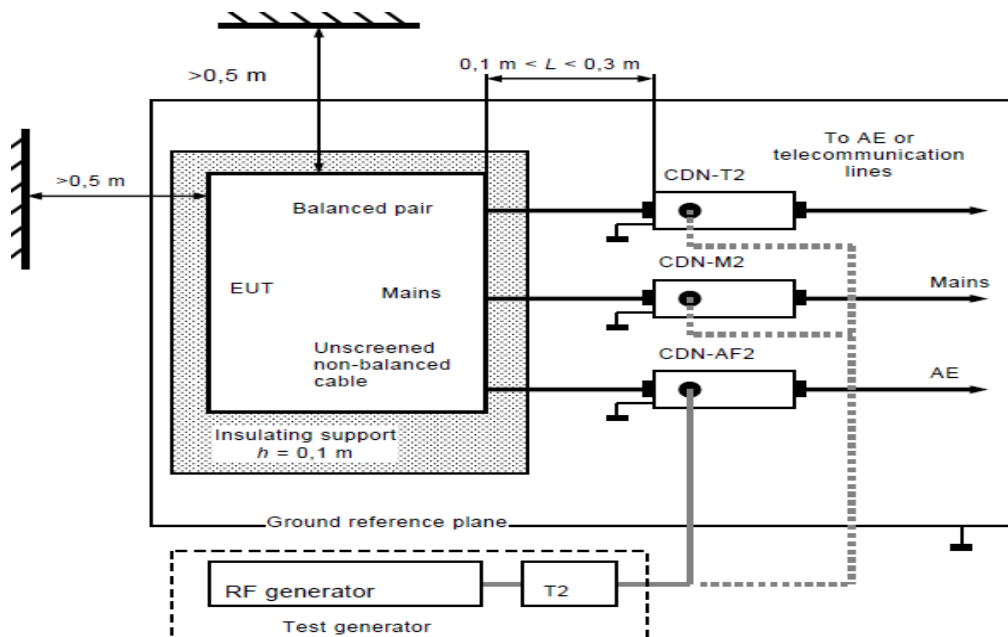 >0,5 m
0,1 m < L < 0,3 m
To AE or
telecommunication
lines
CDN-T2
>0,5 m
Balanced pair
CDN-M2
EUT
Mains
Mains
Unscreened
non-balanced
cable
CDN-AF2
AE
Insulating support
h = 0,1 m
Ground reference plane
RF generator
T2
Test generator